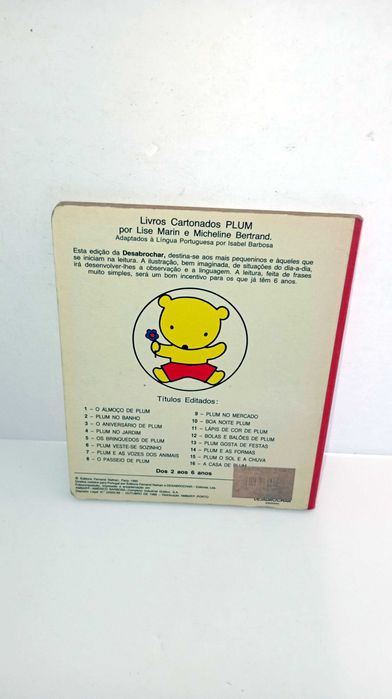 Livros Cartonados PLUM
por Lise Marin e Micheline Bertrand.
Adaptados à Língua Portuguesa por Isabel Barbosa
Esta edição da Desabrochar, destina-se aos mais pequeninos e àqueles que
se iniciam na leitura. A ilustração, bem imaginada, de situações do dia-a-dia,
irá desenvolver-lhes a observação e a linguagem. A leitura, feita de frases
muito simples, será um bom incentivo para os que já têm 6 anos.
Títulos Editados:
1 – O ALMOÇO DE PLUM
2 – PLUM NO BANHO
3 – O ANIVERSÁRIO DE PLUM
4 – PLUM NO JARDIM
5 – OS BRINQUEDOS DE PLUM
6 – PLUM VESTE-SE SOZINHO
7 – PLUM E AS VOZES DOS ANIMAIS
8 – O PASSEIO DE PLUM
9 – PLUM NO MERCADO
10 – BOA NOITE PLUM
11 – LÁPIS DE COR DE PLUM
12 – BOLAS E BALÕES DE PLUM
13 – PLUM GOSTA DE FESTAS
14 – PLUM E AS FORMAS
15 – PLUM O SOL E A CHUVA
16 – A CASA DE PLUM
Dos 2 aos 6 anos
DESABROCHAR